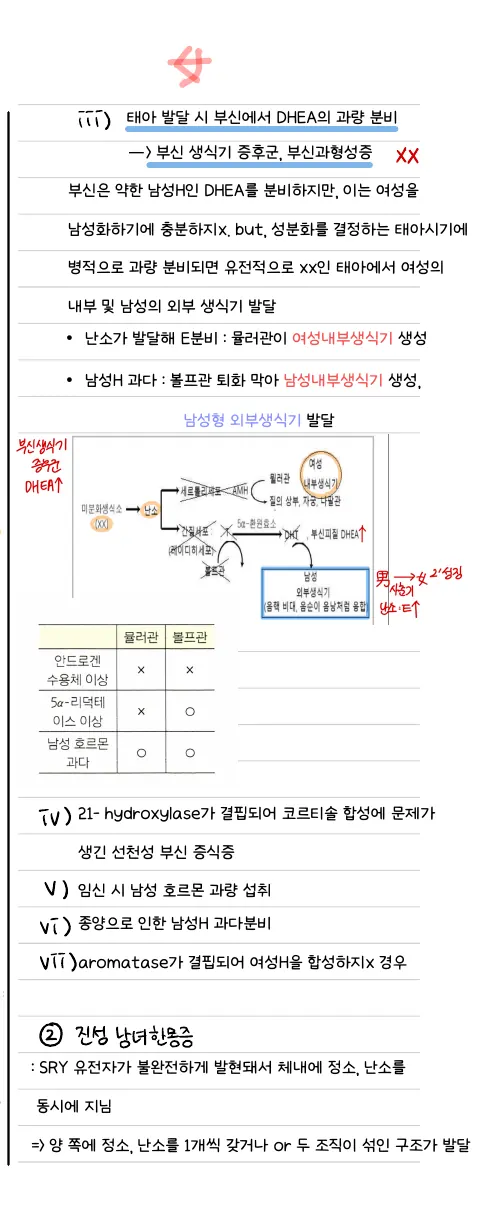 女
iii) 태아 발달 시 부신에서 DHEA의 과량 분비
—> 부신 생식기 증후군, 부신과형성증 XX
부신은 약한 남성H인 DHEA를 분비하지만, 이는 여성을
남성화하기에 충분하지x. but, 성분화를 결정하는 태아시기에
병적으로 과량 분비되면 유전적으로 xx인 태아에서 여성의
내부 및 남성의 외부 생식기 발달
• 난소가 발달해 E분비 : 뮬러관이 여성내부생식기 생성
• 남성H 과다 : 볼프관 퇴화 막아 남성내부생식기 생성,
남성형 외부생식기 발달
부신생식기
증후군
DHEA↑
미분화생식소
(XX)
난소
세르톨리세포
AMH
뮐러관
질의 상부, 자궁, 나팔관
여성
내부생식기
간질세포 :
(레이디히세포)
T
5α-환원효소
DHT
, 부신피질 DHEA↑
볼프관
남성
외부생식기
(음핵 비대, 음순이 음낭처럼 융합)
男 → 女 2'성징
사춘기
난소:E↑
뮬러관 볼프관
안드로겐
수용체 이상 × ×
5α-리덕테
이스 이상 × ○
남성 호르몬
과다 ○ ○
iv) 21- hydroxylase가 결핍되어 코르티솔 합성에 문제가
생긴 선천성 부신 증식증
v) 임신 시 남성 호르몬 과량 섭취
vi) 종양으로 인한 남성H 과다분비
vii) aromatase가 결핍되어 여성H을 합성하지x 경우
② 진성 남녀한몸증
: SRY 유전자가 불완전하게 발현돼서 체내에 정소, 난소를
동시에 지님
=> 양 쪽에 정소, 난소를 1개씩 갖거나 or 두 조직이 섞인 구조가 발달